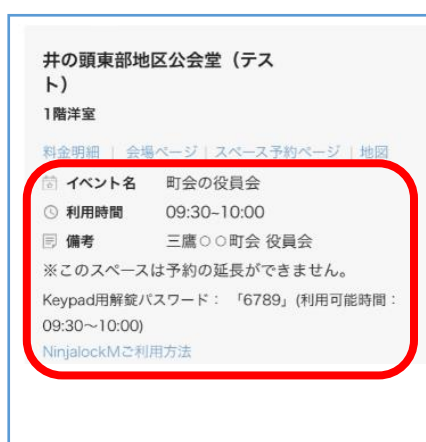 井の頭東部地区公会堂（テス
ト）
1階洋室
料金明細 | 会場ページ | スペース予約ページ | 地図
イベント名 町会の役員会
利用時間 09:30~10:00
備考 三鷹○○町会 役員会
※このスペースは予約の延長ができません。
Keypad用解錠パスワード： 「6789」(利用可能時間：
09:30～10:00)
NinjalockMご利用方法